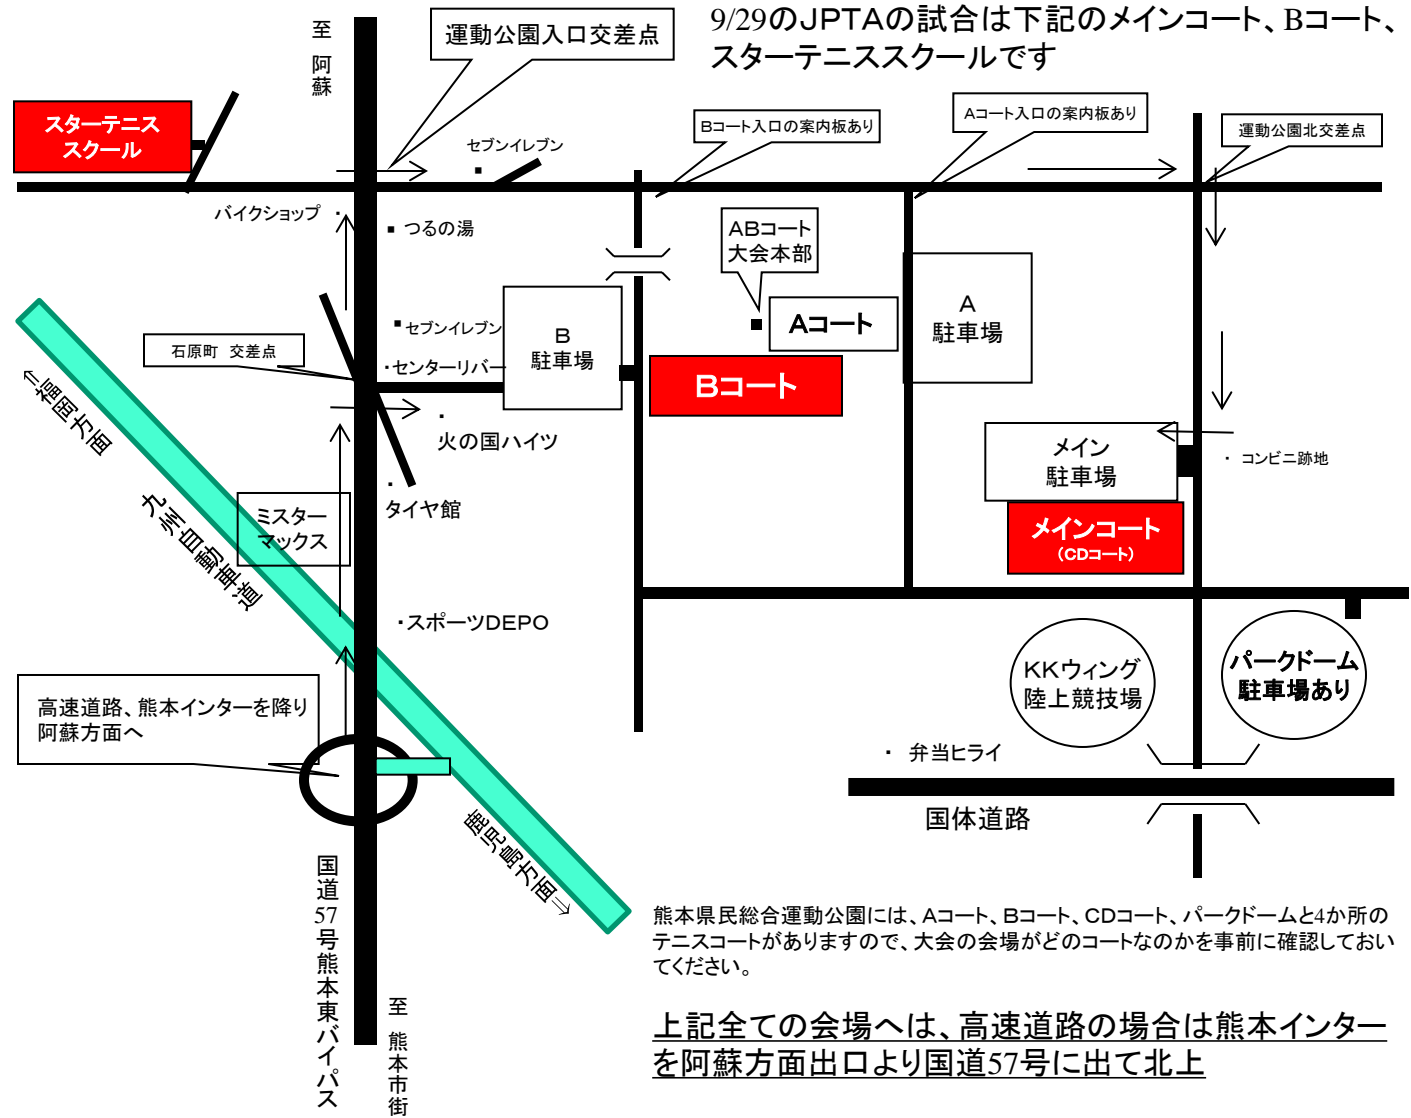 9/29のJPTAの試合は下記のメインコート、Bコート、
スターテニススクールです
至 阿蘇
運動公園入口交差点
スターテニス
スクール
セブンイレブン
Bコート入口の案内板あり
Aコート入口の案内板あり
運動公園北交差点
バイクショップ
つるの湯
ABコート
大会本部
Aコート
A
駐車場
B
駐車場
セブンイレブン
・センターリバー
石原町 交差点
Bコート
⇐福岡方面
火の国ハイツ
メイン
駐車場
・コンビニ跡地
九州自動車道
ミスター
マックス
タイヤ館
メインコート
(CDコート)
・スポーツDEPO
KKウィング
陸上競技場
パークドーム
駐車場あり
高速道路、熊本インターを降り
阿蘇方面へ
・弁当ヒライ
国体道路
鹿児島方面⇒
国道57号熊本東バイパス
至 熊本市街
熊本県民総合運動公園には、Aコート、Bコート、CDコート、パークドームと4か所の
テニスコートがありますので、大会の会場がどのコートなのかを事前に確認しておい
てください。
上記全ての会場へは、高速道路の場合は熊本インター
を阿蘇方面出口より国道57号に出て北上